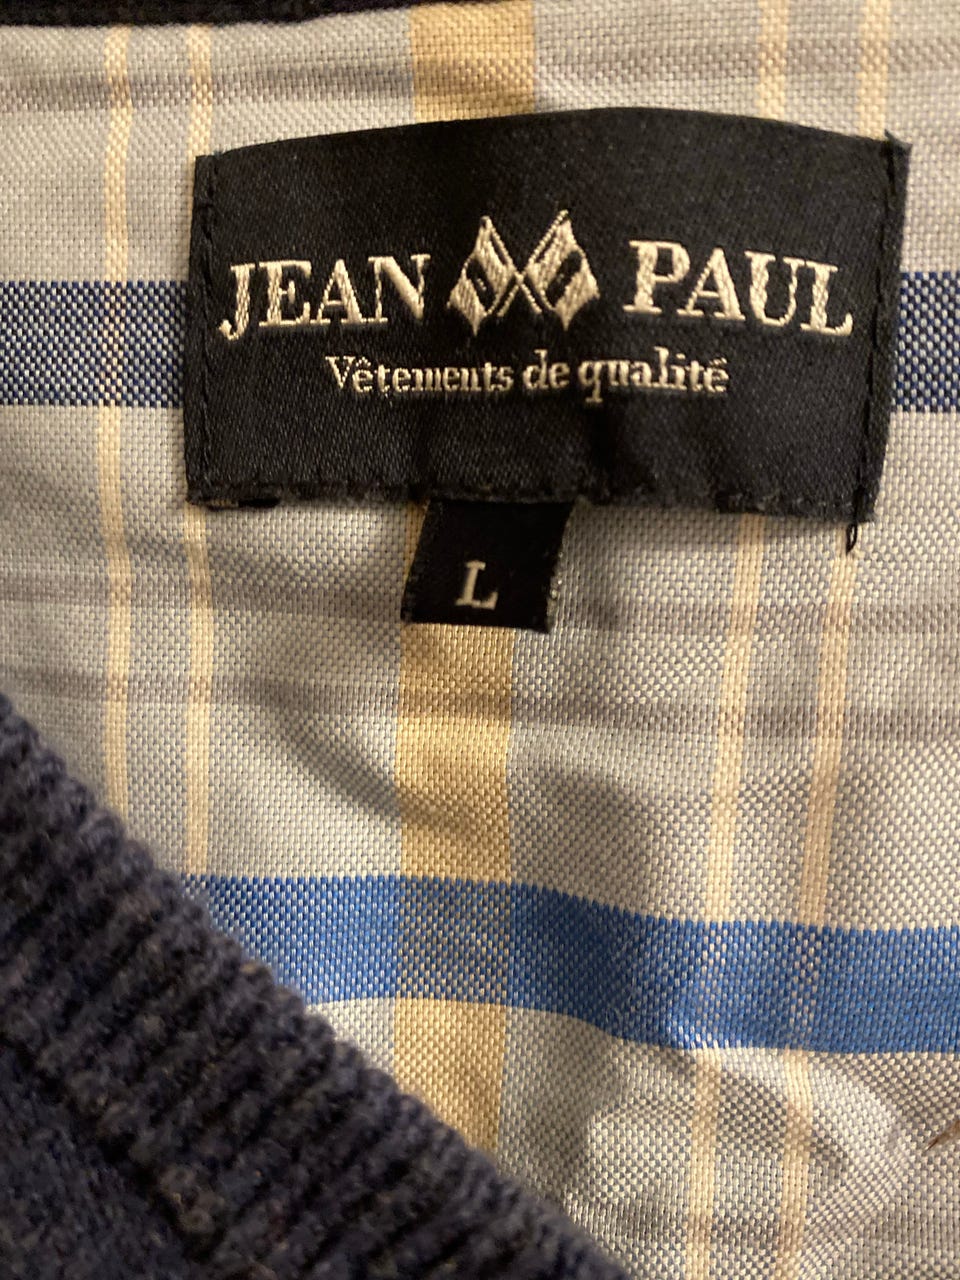 JEAN PAUL
Vêtements de qualité
L